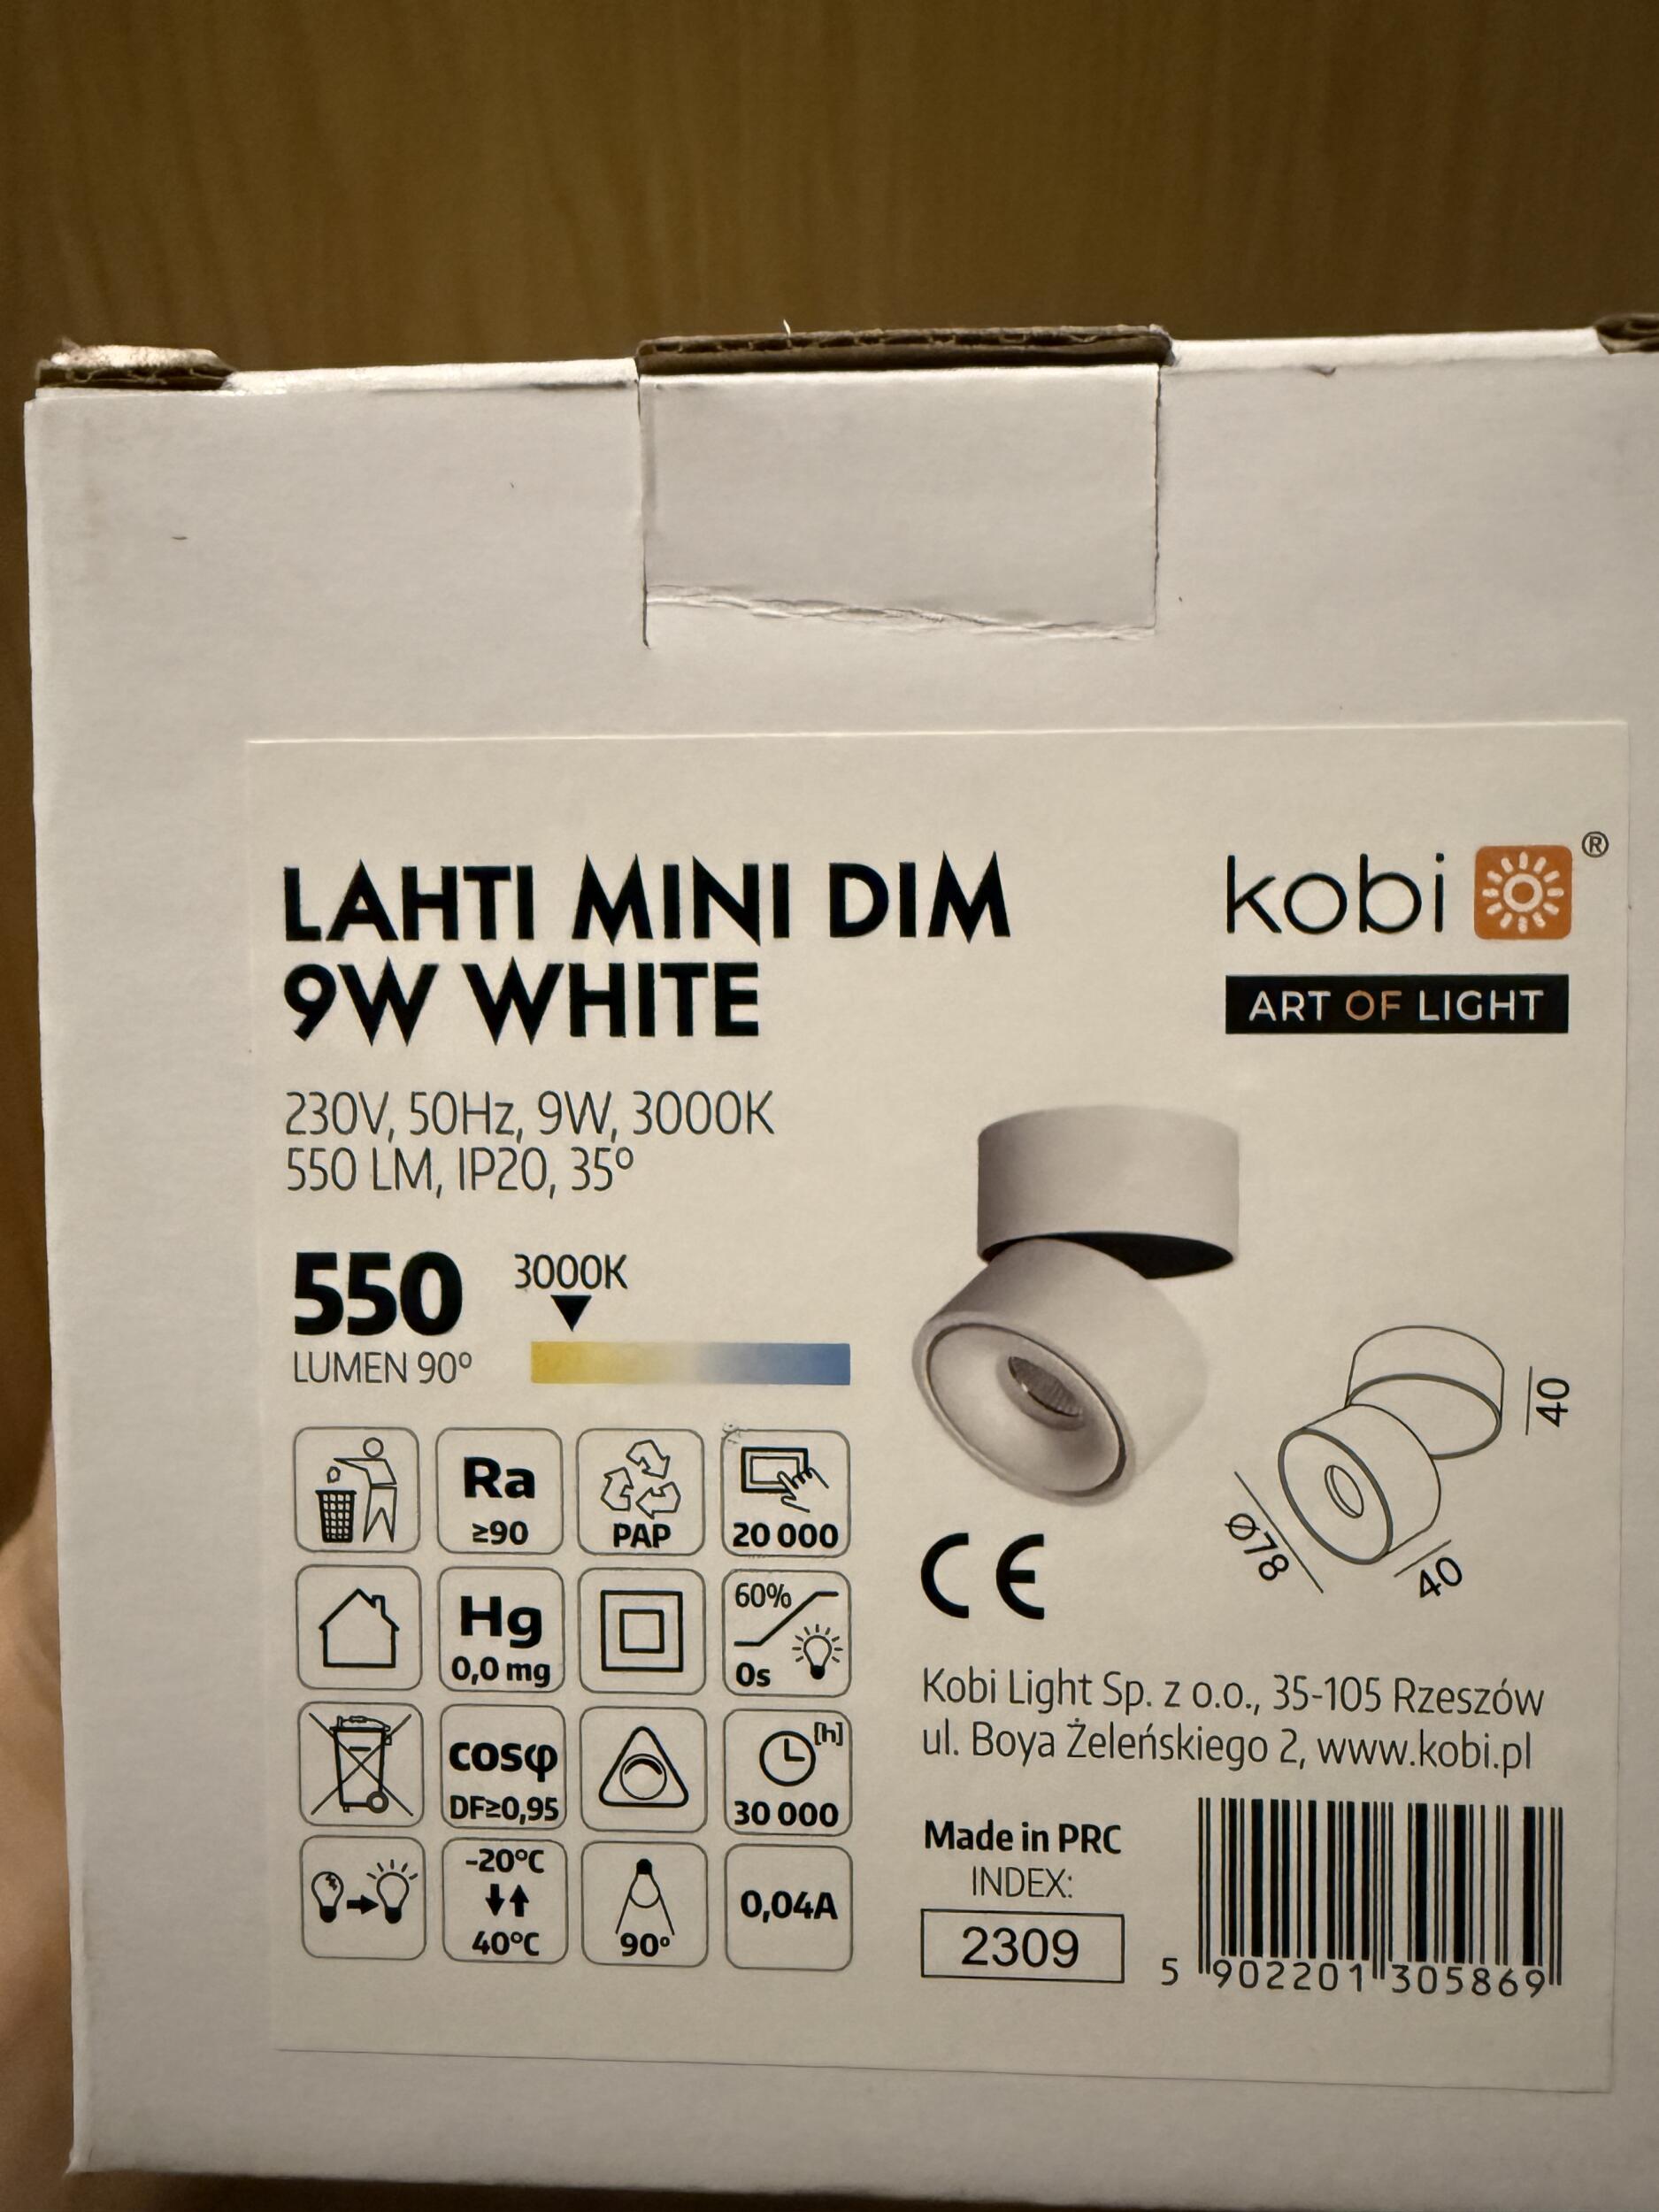 LAHTI MINI DIM
9W WHITE
kobi ®
ART OF LIGHT
230V, 50Hz, 9W, 3000K
550 LM, IP20, 35º
550
LUMEN 90º
3000K
Ra
≥90
PAP
20 000
Hg
0,0 mg
60%
0s
cosφ
DF≥0,95
[h]
30 000
-20°C
40°C
90º
0,04A
40
Ø78
40
CE
Kobi Light Sp. z o.o., 35-105 Rzeszów
ul. Boya Żeleńskiego 2, www.kobi.pl
Made in PRC
INDEX:
2309
5 902201 305869